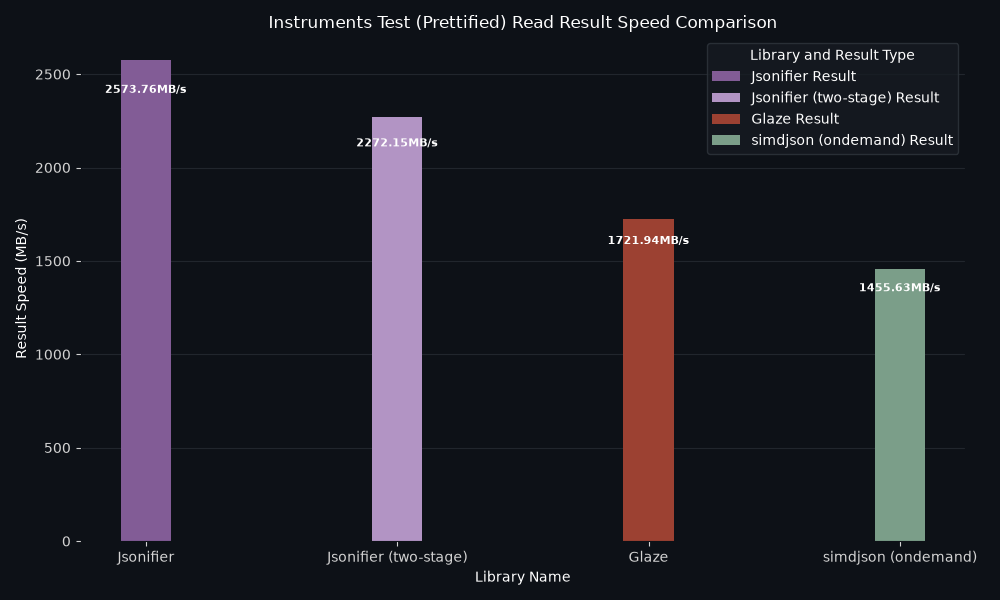 Instruments Test (Prettified) Read Result Speed Comparison
Library and Result Type
Jsonifier Result
Jsonifier (two-stage) Result
Glaze Result
simdjson (ondemand) Result
Result Speed (MB/s)
2500
2000
1500
1000
500
0
2573.76MB/s
2272.15MB/s
1721.94MB/s
1455.63MB/s
Jsonifier
Jsonifier (two-stage)
Glaze
simdjson (ondemand)
Library Name